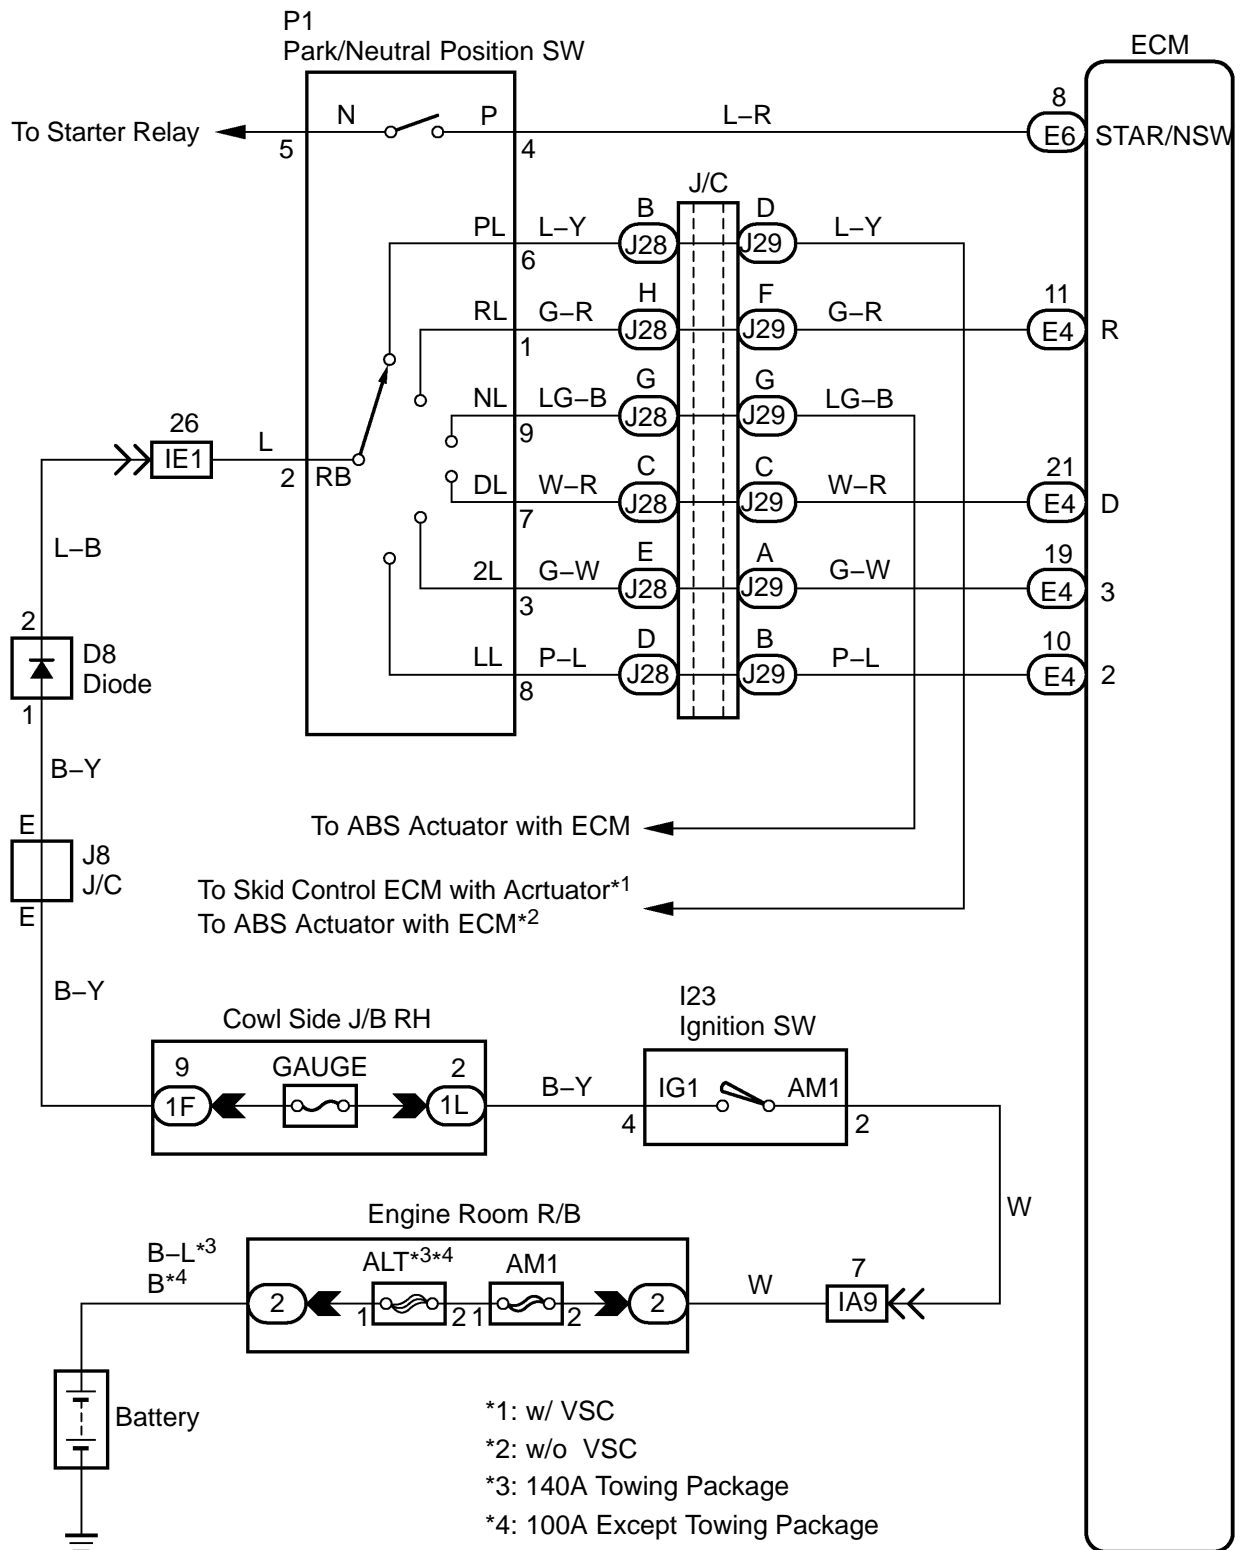 P1
Park/Neutral Position SW
ECM
To Starter Relay
N
P
5
4
L–R
8
E6
STAR/NSW
J/C
PL
L–Y
B
J28
D
J29
L–Y
6
RL
G–R
H
J28
F
J29
G–R
11
E4
R
1
NL
LG–B
G
J28
G
J29
LG–B
9
26
IE1
L
2
RB
DL
W–R
C
J28
C
J29
W–R
21
E4
D
7
L–B
2L
G–W
E
J28
A
J29
G–W
19
E4
3
3
2
D8
Diode
1
LL
P–L
D
J28
B
J29
P–L
10
E4
2
8
B–Y
E
J8
J/C
E
To ABS Actuator with ECM
To Skid Control ECM with Acrtuator*1
To ABS Actuator with ECM*2
B–Y
Cowl Side J/B RH
9
1F
GAUGE
2
1L
B–Y
I23
Ignition SW
4
IG1
AM1
2
W
Engine Room R/B
B–L*3
B*4
2
ALT*3*4
1
2
AM1
1
2
2
W
7
IA9
Battery
*1: w/ VSC
*2: w/o VSC
*3: 140A Towing Package
*4: 100A Except Towing Package